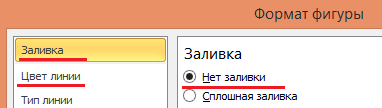 Формат фигуры
Заливка
Цвет линии
Тип линии
Заливка
Нет заливки
Сплошная заливка